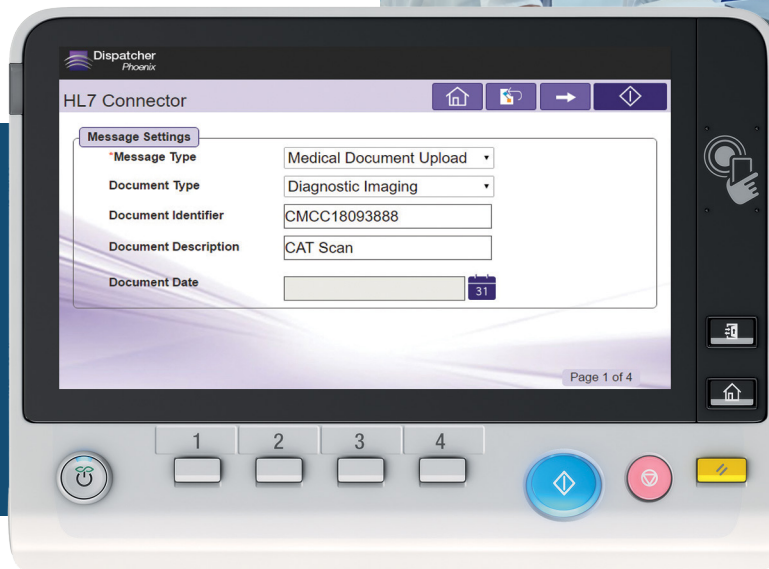 Dispatcher
Phoenix
HL7 Connector
Message Settings
*Message Type
Medical Document Upload
Document Type
Diagnostic Imaging
Document Identifier
CMCC18093888
Document Description
CAT Scan
Document Date
31
Page 1 of 4
1 2 3 4